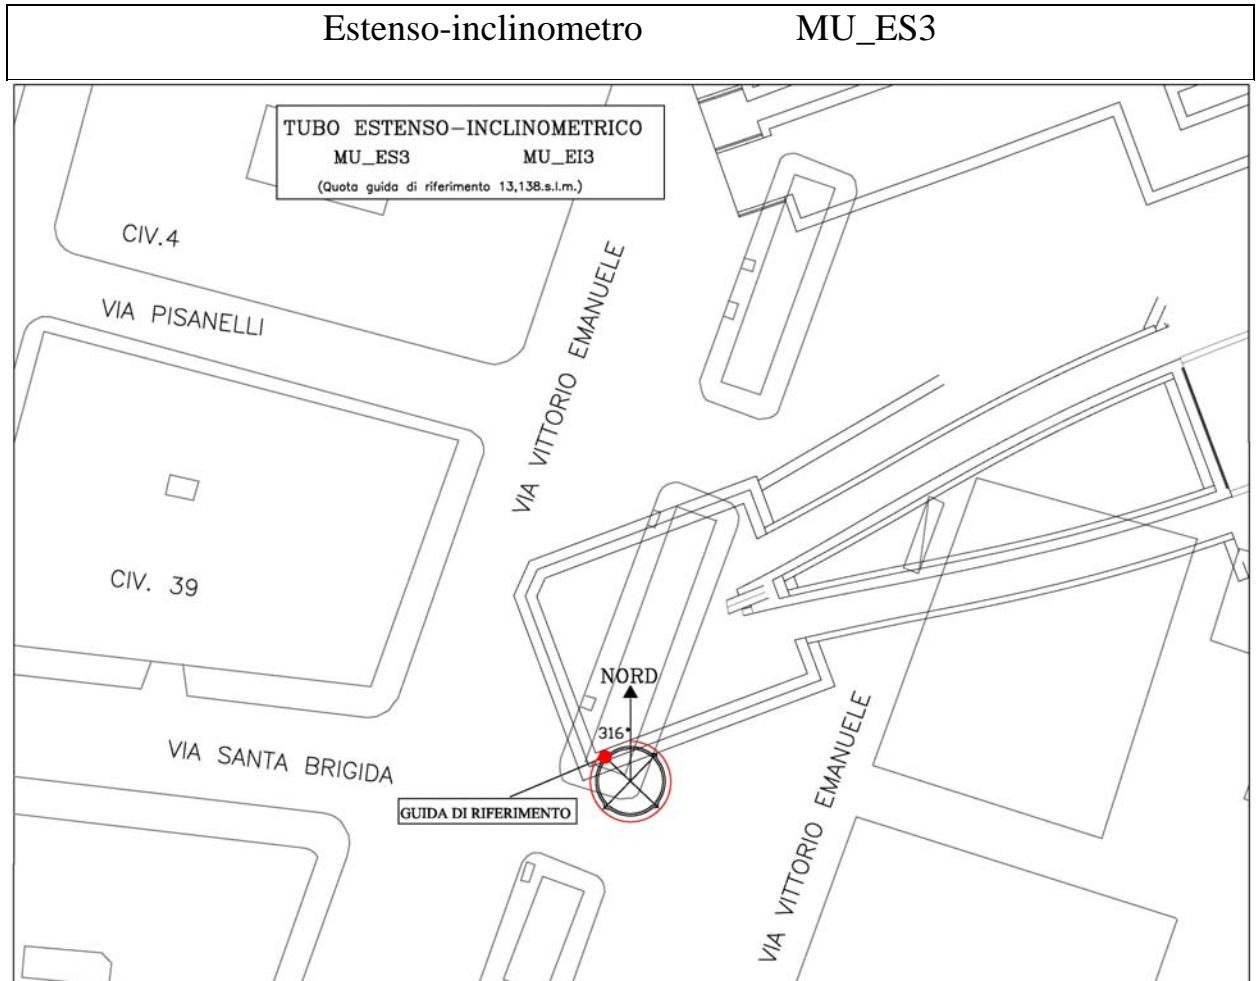 Estenso-inclinometro MU_ES3
TUBO ESTENSO-INCLINOMETRICO
MU_ES3 MU_EI3
(Quota guida di riferimento 13,138.s.l.m.)
CIV.4
VIA PISANELLI
VIA VITTORIO EMANUELE
CIV. 39
NORD
316°
VIA SANTA BRIGIDA
GUIDA DI RIFERIMENTO
VIA VITTORIO EMANUELE